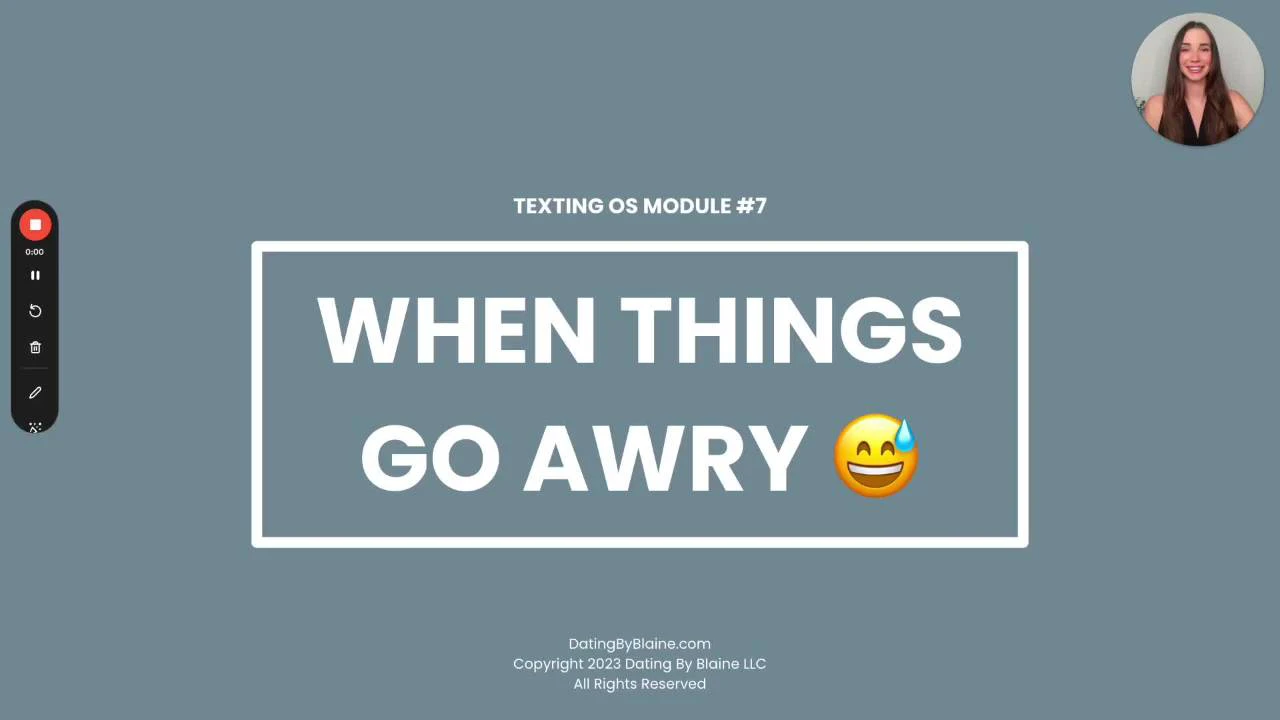 TEXTING OS MODULE #7
0:00
WHEN THINGS
GO AWRY 😅
DatingByBlaine.com
Copyright 2023 Dating By Blaine LLC
All Rights Reserved